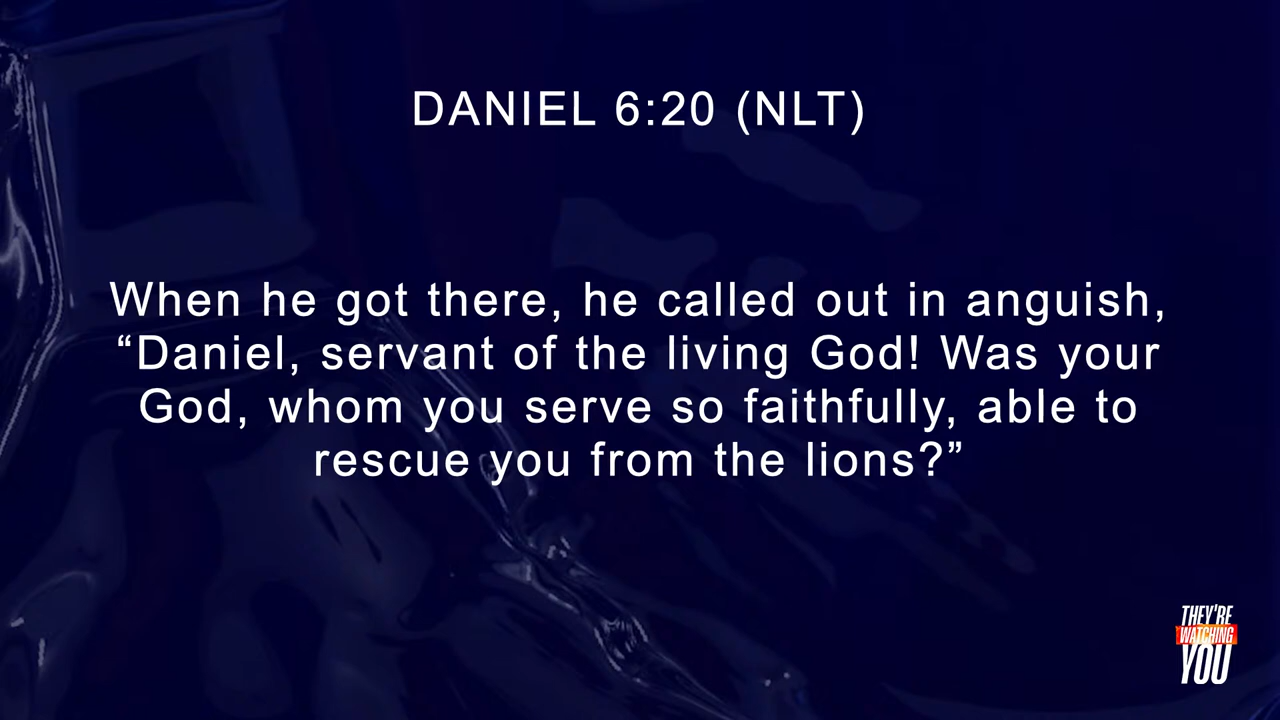 DANIEL 6:20 (NLT)
When he got there, he called out in anguish,
“Daniel, servant of the living God! Was your
God, whom you serve so faithfully, able to
rescue you from the lions?”
THEY'RE
WATCHING
YOU